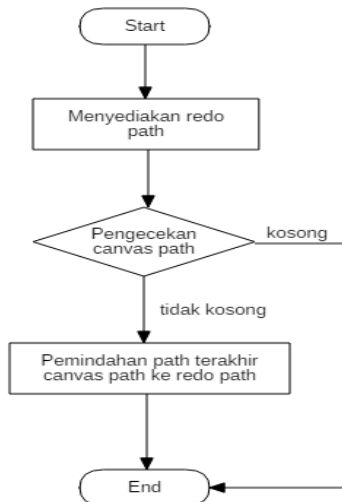 Start
Menyediakan redo
path
Pengecekan
canvas path
kosong
tidak kosong
Pemindahan path terakhir
canvas path ke redo path
End